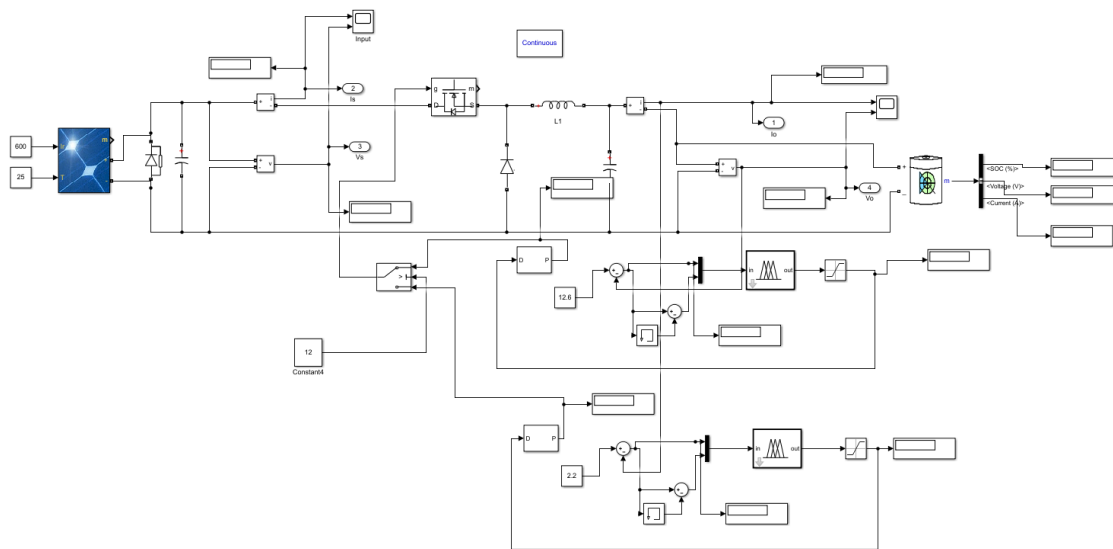 Input
Continuous
2
Is
i
+
-
g
m
D
S
L1
i
+
-
1
Io
600
25
m
T
+
-
v
3
Vs
+
-
v
4
Vo
+
-
m
<SOC (%)>
<Voltage (V)>
<Current (A)>
D
P
>
12.6
in
out
12
Constant4
D
P
2.2
in
out